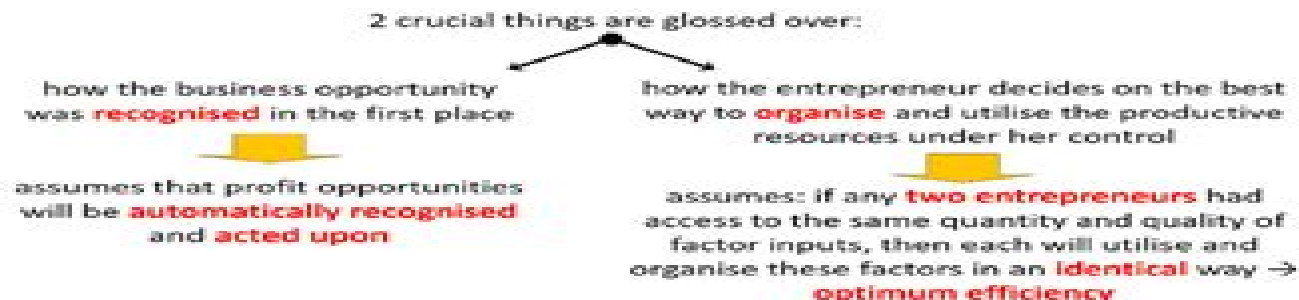 2 crucial things are glossed over:
how the business opportunity
was recognised in the first place
assumes that profit opportunities
will be automatically recognised
and acted upon
how the entrepreneur decides on the best
way to organise and utilise the productive
resources under her control
assumes: if any two entrepreneurs had
access to the same quantity and quality of
factor inputs, then each will utilise and
organise these factors in an identical way →
optimum efficiency